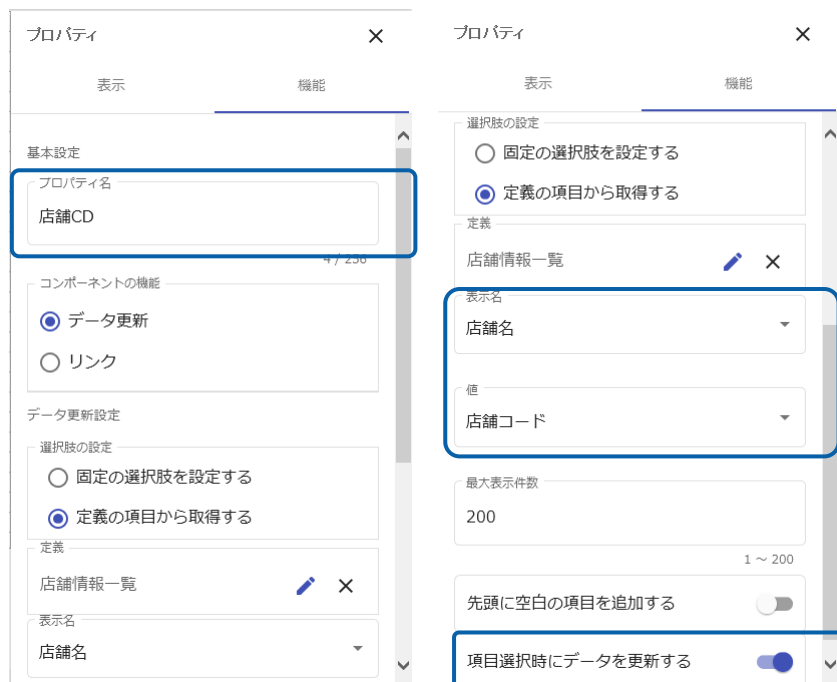 プロパティ
表示
機能
基本設定
プロパティ名
店舗CD
4 / 256
コンポーネントの機能
データ更新
リンク
データ更新設定
選択肢の設定
固定の選択肢を設定する
定義の項目から取得する
定義
店舗情報一覧
表示名
店舗名
プロパティ
表示
機能
選択肢の設定
固定の選択肢を設定する
定義の項目から取得する
定義
店舗情報一覧
表示名
店舗名
値
店舗コード
最大表示件数
200
1 ~ 200
先頭に空白の項目を追加する
項目選択時にデータを更新する